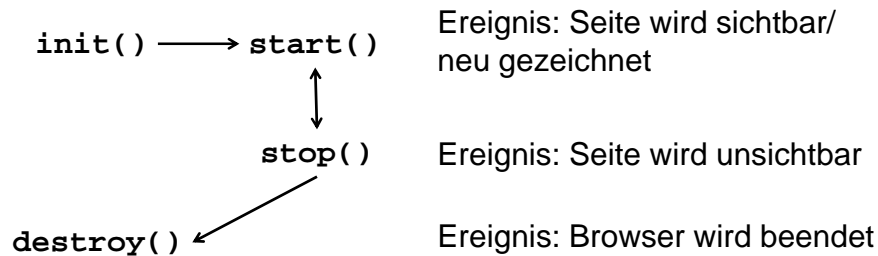 init() start() Ereignis: Seite wird sichtbar/
neu gezeichnet
stop() Ereignis: Seite wird unsichtbar
destroy() Ereignis: Browser wird beendet